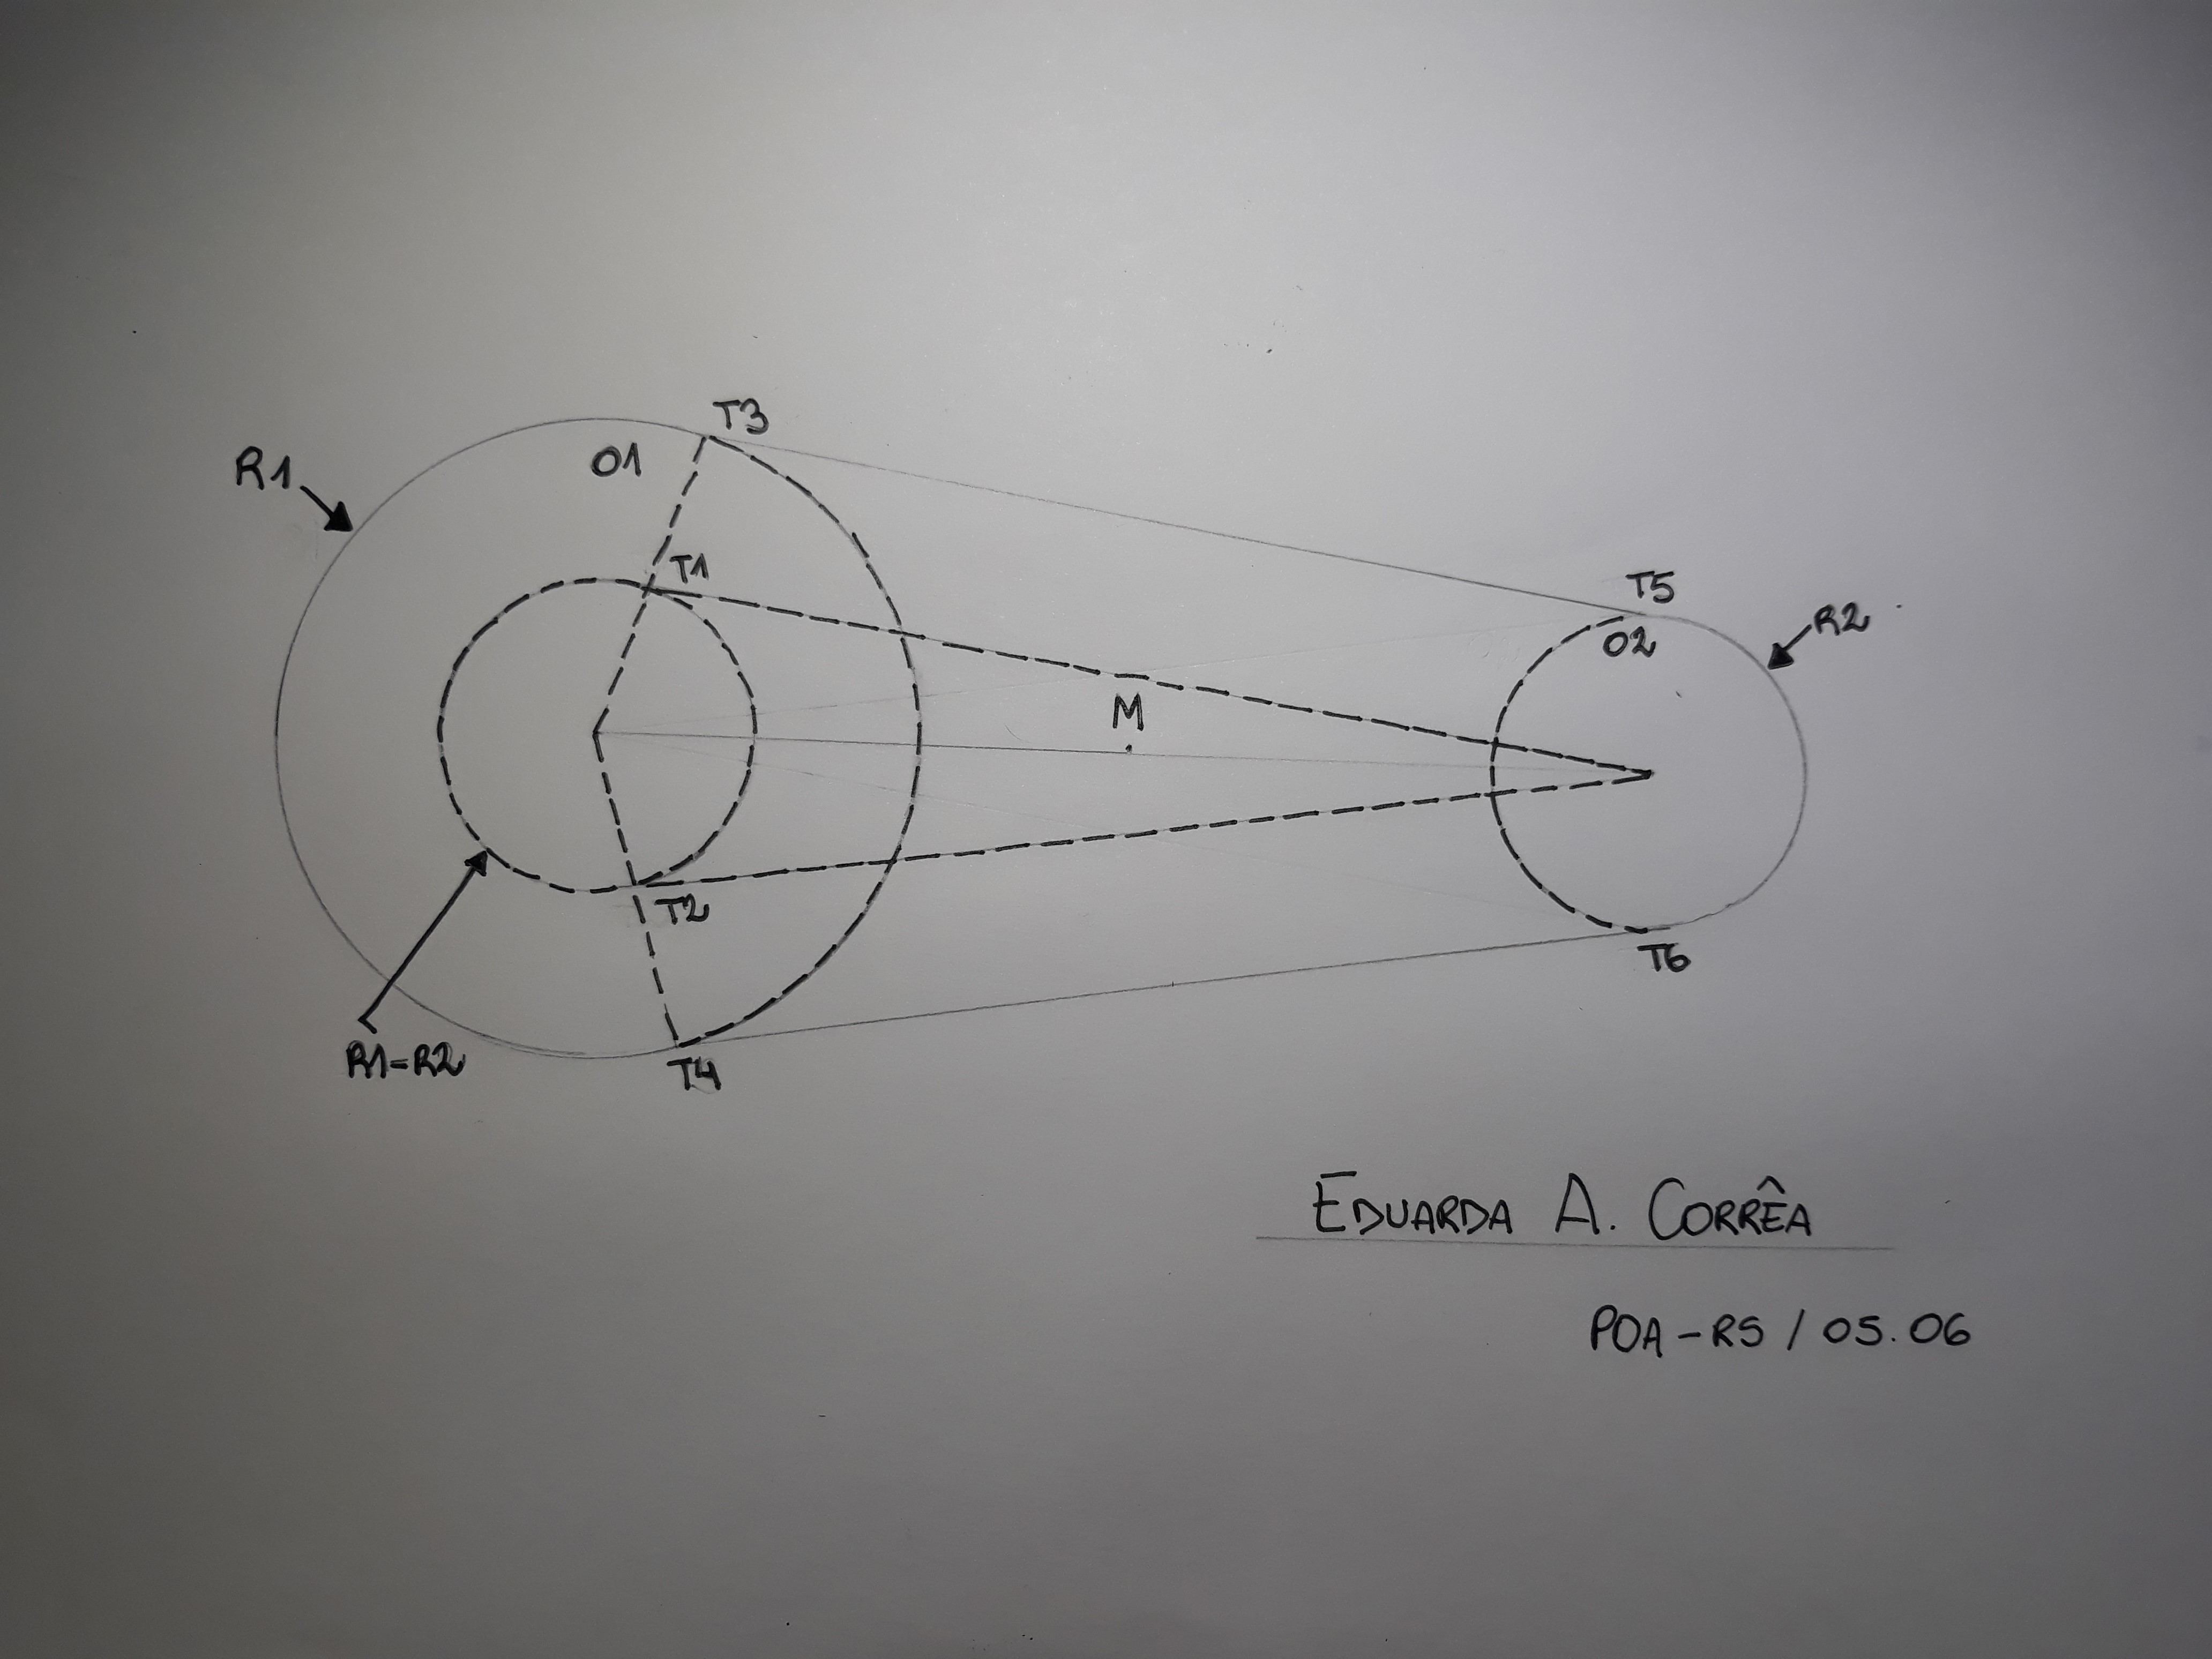 T3
O1
R1
T1
T5
R2
O2
M
T2
T6
R1-R2
T4
EDUARDA A. CORRÊA
POA-RS / 05.06